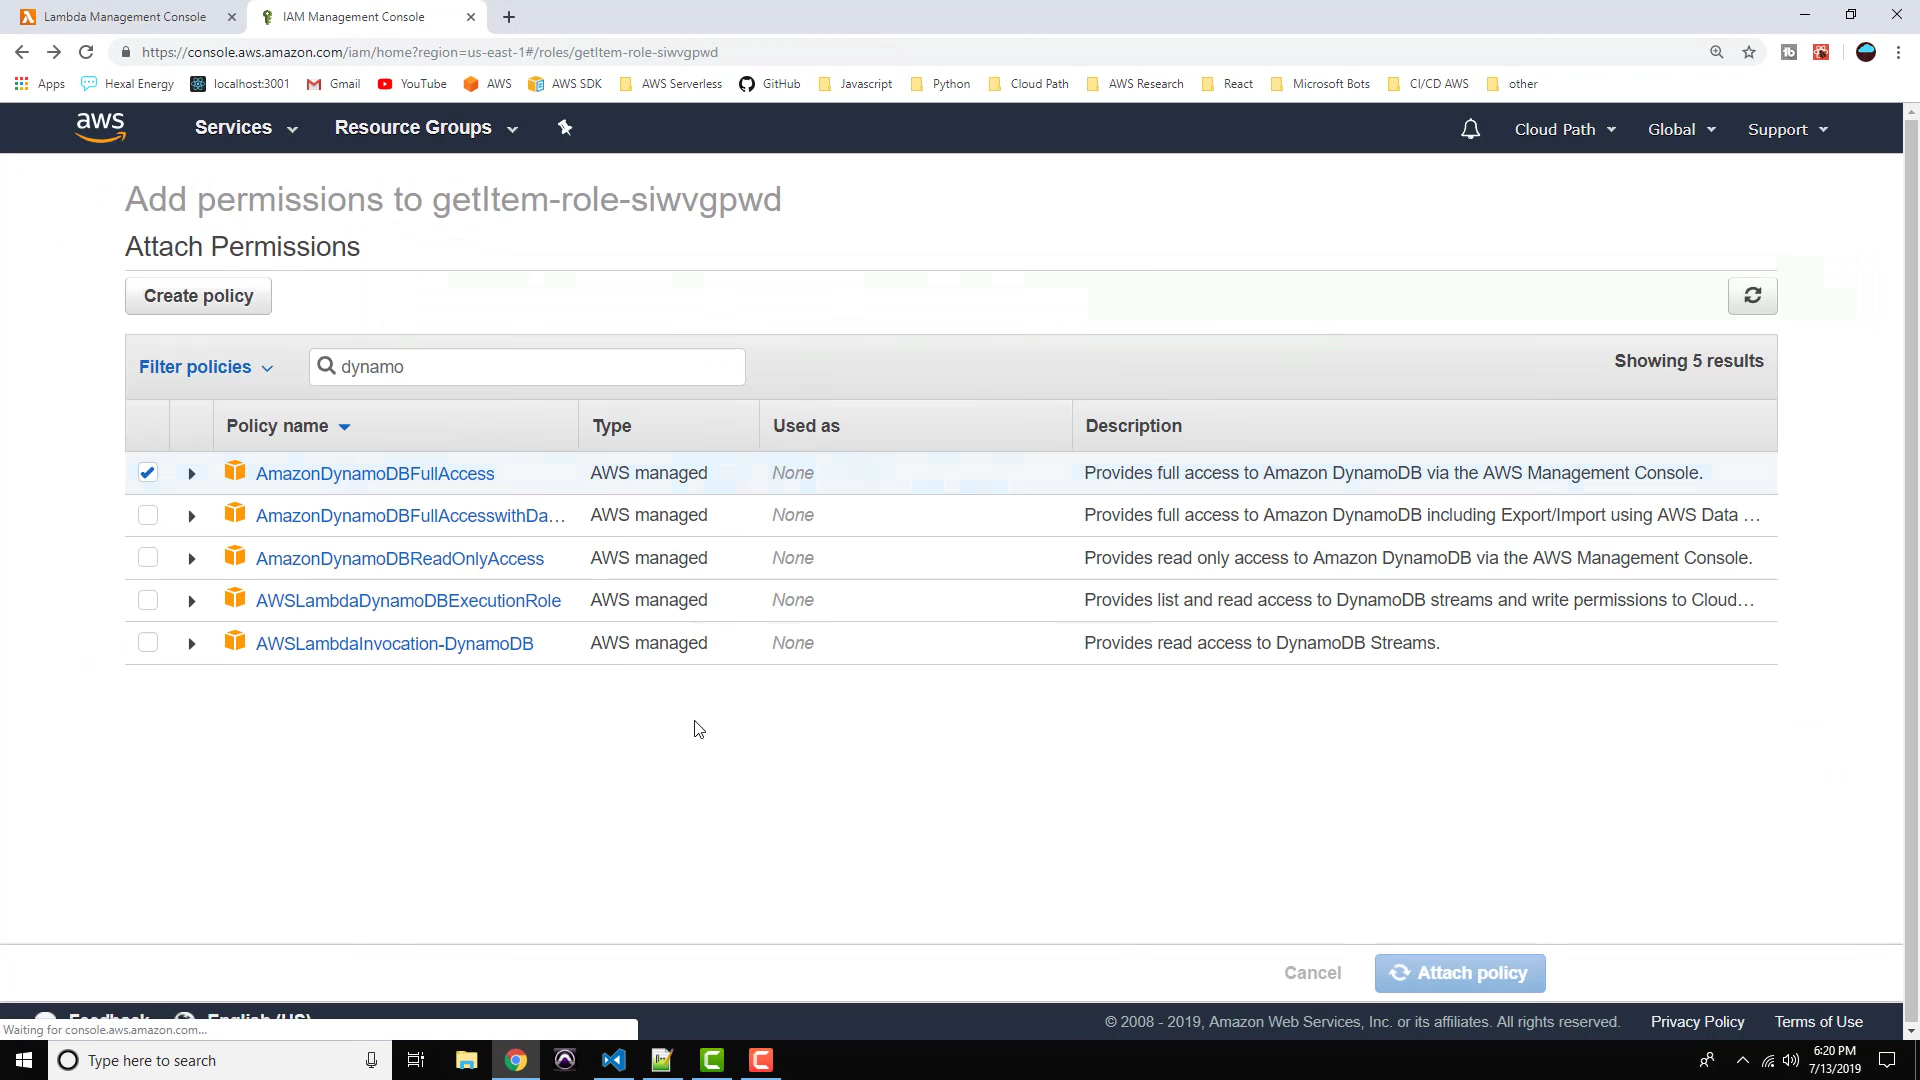 Lambda Management Console
IAM Management Console
https://console.aws.amazon.com/iam/home?region=us-east-1#/roles/getItem-role-siwvgpwd
Apps Hexal Energy localhost:3001 Gmail YouTube AWS AWS SDK AWS Serverless GitHub Javascript Python Cloud Path AWS Research React Microsoft Bots CI/CD AWS other
aws Services Resource Groups Cloud Path Global Support
Add permissions to getItem-role-siwvgpwd
Attach Permissions
Create policy
Filter policies dynamo Showing 5 results
Policy name Type Used as Description
AmazonDynamoDBFullAccess AWS managed None Provides full access to Amazon DynamoDB via the AWS Management Console.
AmazonDynamoDBFullAccesswithDa... AWS managed None Provides full access to Amazon DynamoDB including Export/Import using AWS Data ...
AmazonDynamoDBReadOnlyAccess AWS managed None Provides read only access to Amazon DynamoDB via the AWS Management Console.
AWSLambdaDynamoDBExecutionRole AWS managed None Provides list and read access to DynamoDB streams and write permissions to Cloud...
AWSLambdaInvocation-DynamoDB AWS managed None Provides read access to DynamoDB Streams.
Cancel Attach policy
Feedback English (US)
© 2008 - 2019, Amazon Web Services, Inc. or its affiliates. All rights reserved. Privacy Policy Terms of Use
Waiting for console.aws.amazon.com...
Type here to search
6:20 PM
7/13/2019